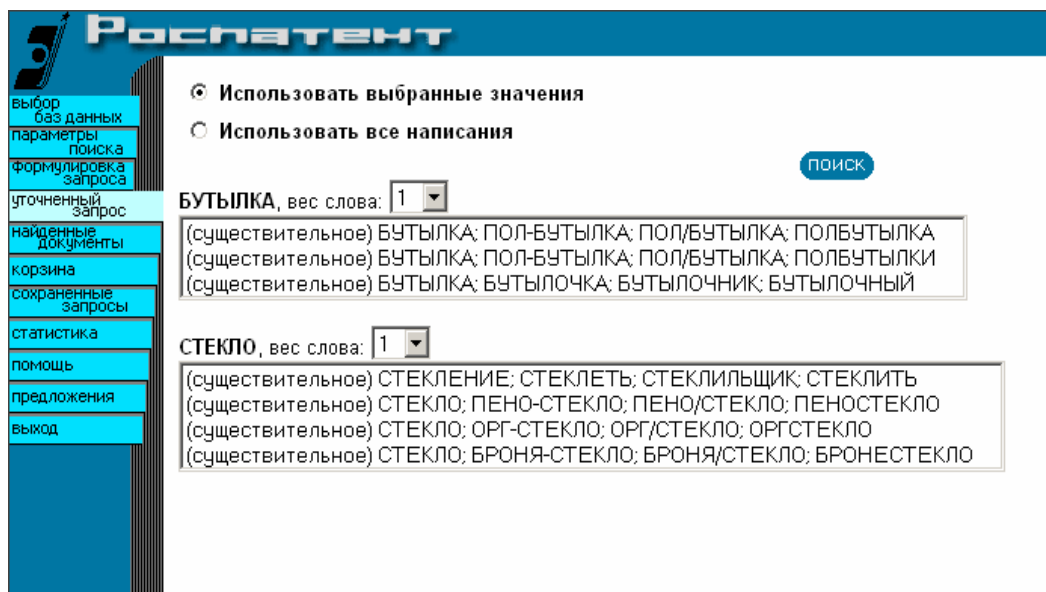 Роспатент
выбор
баз данных
параметры
поиска
формулировка
запроса
уточненный
запрос
найденные
документы
корзина
сохраненные
запросы
статистика
помощь
предложения
выход
Использовать выбранные значения
Использовать все написания
поиск
БУТЫЛКА, вес слова: 1
(существительное) БУТЫЛКА; ПОЛ-БУТЫЛКА; ПОЛ/БУТЫЛКА; ПОЛБУТЫЛКА
(существительное) БУТЫЛКА; ПОЛ-БУТЫЛКА; ПОЛ/БУТЫЛКА; ПОЛБУТЫЛКИ
(существительное) БУТЫЛКА; БУТЫЛОЧКА; БУТЫЛОЧНИК; БУТЫЛОЧНЫЙ
СТЕКЛО, вес слова: 1
(существительное) СТЕКЛЕНИЕ; СТЕКЛЕТЬ; СТЕКЛИЛЬЩИК; СТЕКЛИТЬ
(существительное) СТЕКЛО; ПЕНО-СТЕКЛО; ПЕНО/СТЕКЛО; ПЕНОСТЕКЛО
(существительное) СТЕКЛО; ОРГ-СТЕКЛО; ОРГ/СТЕКЛО; ОРГСТЕКЛО
(существительное) СТЕКЛО; БРОНЯ-СТЕКЛО; БРОНЯ/СТЕКЛО; БРОНЕСТЕКЛО